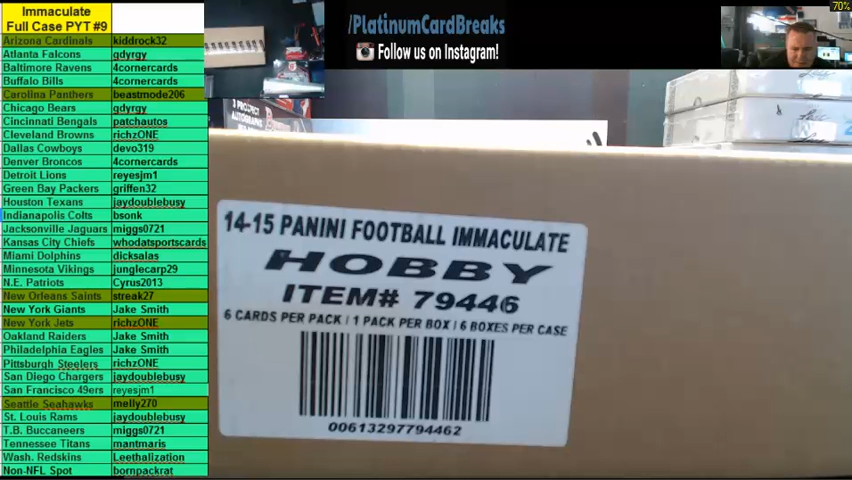 Immaculate
Full Case PYT #9
Arizona Cardinals kiddrock32
Atlanta Falcons gdyrgy
Baltimore Ravens 4cornercards
Buffalo Bills 4cornercards
Carolina Panthers beastmode206
Chicago Bears gdyrgy
Cincinnati Bengals patchautos
Cleveland Browns richzONE
Dallas Cowboys devo319
Denver Broncos 4cornercards
Detroit Lions reyesjm1
Green Bay Packers griffen32
Houston Texans jaydoublebusy
Indianapolis Colts bsonk
Jacksonville Jaguars miggs0721
Kansas City Chiefs whodatsportscards
Miami Dolphins dicksalas
Minnesota Vikings junglecarp29
N.E. Patriots Cyrus2013
New Orleans Saints streak27
New York Giants Jake Smith
New York Jets richzONE
Oakland Raiders Jake Smith
Philadelphia Eagles Jake Smith
Pittsburgh Steelers richzONE
San Diego Chargers jaydoublebusy
San Francisco 49ers reyesjm1
Seattle Seahawks melly270
St. Louis Rams jaydoublebusy
T.B. Buccaneers miggs0721
Tennessee Titans mantmaris
Wash. Redskins Leethalization
Non-NFL Spot bornpackrat
/PlatinumCardBreaks
Follow us on Instagram!
70%
14-15 PANINI FOOTBALL IMMACULATE
HOBBY
ITEM# 79446
6 CARDS PER PACK / 1 PACK PER BOX / 6 BOXES PER CASE
00613297794462